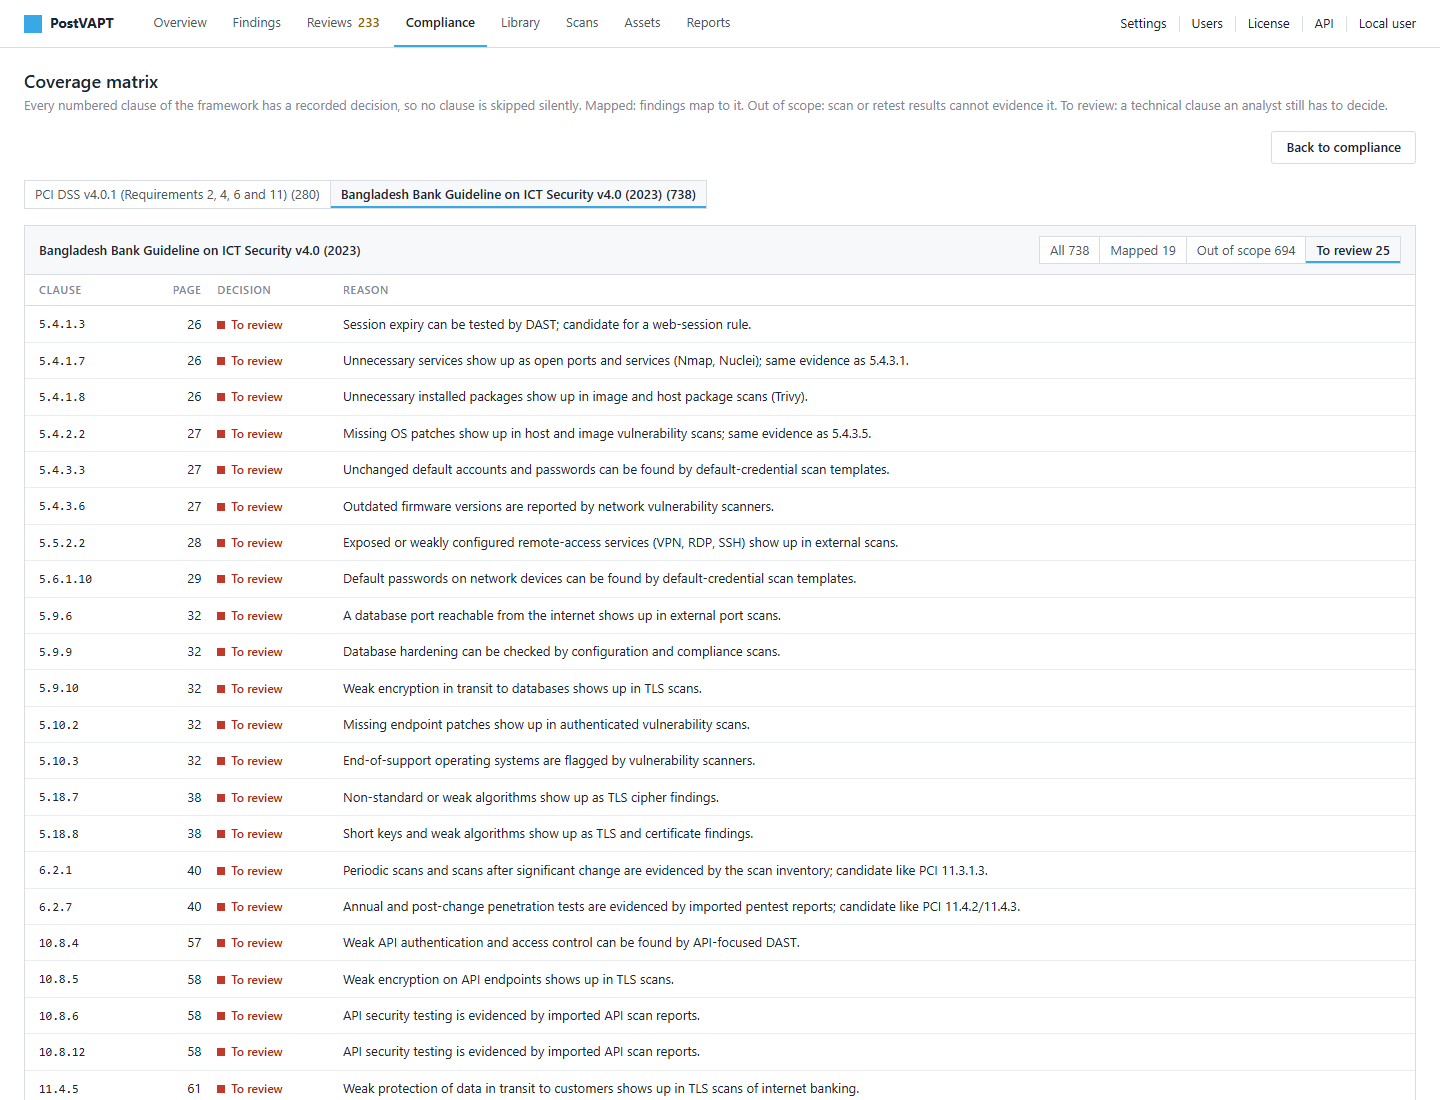 PostVAPT Overview Findings Reviews 233 Compliance Library Scans Assets Reports Settings Users License API Local user
Coverage matrix
Every numbered clause of the framework has a recorded decision, so no clause is skipped silently. Mapped: findings map to it. Out of scope: scan or retest results cannot evidence it. To review: a technical clause an analyst still has to decide.
Back to compliance
PCI DSS v4.0.1 (Requirements 2, 4, 6 and 11) (280) Bangladesh Bank Guideline on ICT Security v4.0 (2023) (738)
Bangladesh Bank Guideline on ICT Security v4.0 (2023) All 738 Mapped 19 Out of scope 694 To review 25
CLAUSE PAGE DECISION REASON
5.4.1.3 26 To review Session expiry can be tested by DAST; candidate for a web-session rule.
5.4.1.7 26 To review Unnecessary services show up as open ports and services (Nmap, Nuclei); same evidence as 5.4.3.1.
5.4.1.8 26 To review Unnecessary installed packages show up in image and host package scans (Trivy).
5.4.2.2 27 To review Missing OS patches show up in host and image vulnerability scans; same evidence as 5.4.3.5.
5.4.3.3 27 To review Unchanged default accounts and passwords can be found by default-credential scan templates.
5.4.3.6 27 To review Outdated firmware versions are reported by network vulnerability scanners.
5.5.2.2 28 To review Exposed or weakly configured remote-access services (VPN, RDP, SSH) show up in external scans.
5.6.1.10 29 To review Default passwords on network devices can be found by default-credential scan templates.
5.9.6 32 To review A database port reachable from the internet shows up in external port scans.
5.9.9 32 To review Database hardening can be checked by configuration and compliance scans.
5.9.10 32 To review Weak encryption in transit to databases shows up in TLS scans.
5.10.2 32 To review Missing endpoint patches show up in authenticated vulnerability scans.
5.10.3 32 To review End-of-support operating systems are flagged by vulnerability scanners.
5.18.7 38 To review Non-standard or weak algorithms show up as TLS cipher findings.
5.18.8 38 To review Short keys and weak algorithms show up as TLS and certificate findings.
6.2.1 40 To review Periodic scans and scans after significant change are evidenced by the scan inventory; candidate like PCI 11.3.1.3.
6.2.7 40 To review Annual and post-change penetration tests are evidenced by imported pentest reports; candidate like PCI 11.4.2/11.4.3.
10.8.4 57 To review Weak API authentication and access control can be found by API-focused DAST.
10.8.5 58 To review Weak encryption on API endpoints shows up in TLS scans.
10.8.6 58 To review API security testing is evidenced by imported API scan reports.
10.8.12 58 To review API security testing is evidenced by imported API scan reports.
11.4.5 61 To review Weak protection of data in transit to customers shows up in TLS scans of internet banking.